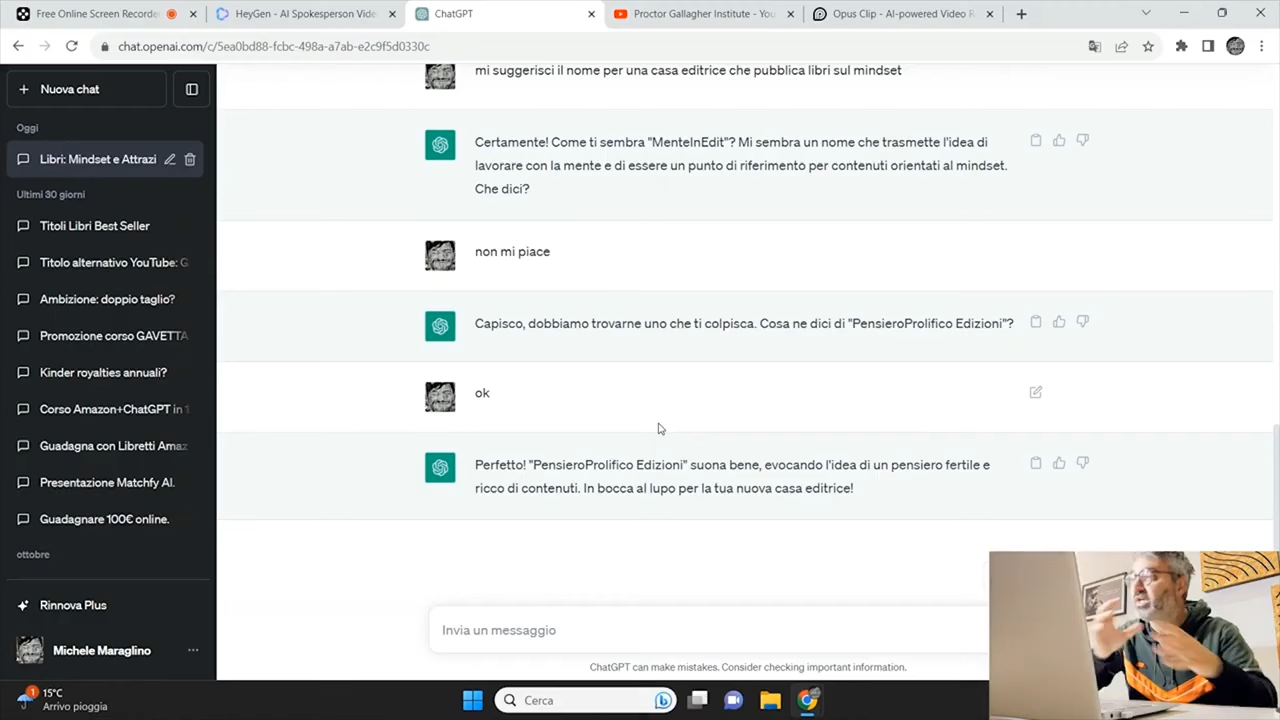 Free Online Screen Recorde
HeyGen - AI Spokesperson Vide
ChatGPT
Proctor Gallagher Institute - You
Opus Clip - AI-powered Video R
chat.openai.com/c/5ea0bd88-fcbc-498a-a7ab-e2c9f5d0330c
Nuova chat
Oggi
Libri: Mindset e Attrazi
Ultimi 30 giorni
Titoli Libri Best Seller
Titolo alternativo YouTube: G
Ambizione: doppio taglio?
Promozione corso GAVETTA
Kinder royalties annuali?
Corso Amazon+ChatGPT in 1
Guadagna con Libretti Amaz
Presentazione Matchfy AI.
Guadagnare 100€ online.
ottobre
Rinnova Plus
Michele Maraglino
mi suggerisci il nome per una casa editrice che pubblica libri sul mindset
Certamente! Come ti sembra "MenteInEdit"? Mi sembra un nome che trasmette l'idea di
lavorare con la mente e di essere un punto di riferimento per contenuti orientati al mindset.
Che dici?
non mi piace
Capisco, dobbiamo trovarne uno che ti colpisca. Cosa ne dici di "PensieroProlifico Edizioni"?
ok
Perfetto! "PensieroProlifico Edizioni" suona bene, evocando l'idea di un pensiero fertile e
ricco di contenuti. In bocca al lupo per la tua nuova casa editrice!
Invia un messaggio
ChatGPT can make mistakes. Consider checking important information.
1
15°C
Arrivo pioggia
Cerca